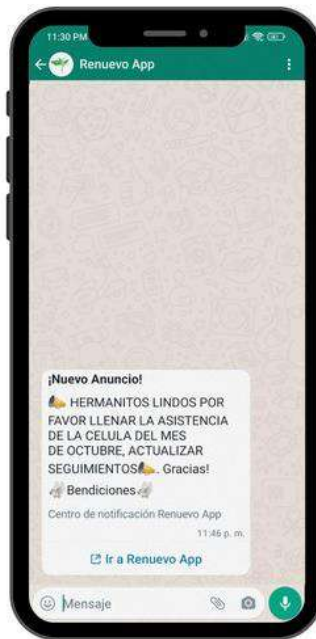 11:30 PM
Renuevo App
¡Nuevo Anuncio!
HERMANITOS LINDOS POR
FAVOR LLENAR LA ASISTENCIA
DE LA CELULA DEL MES
DE OCTUBRE, ACTUALIZAR
SEGUIMIENTOS. Gracias!
Bendiciones
Centro de notificación Renuevo App
11:46 p. m.
Ir a Renuevo App
Mensaje